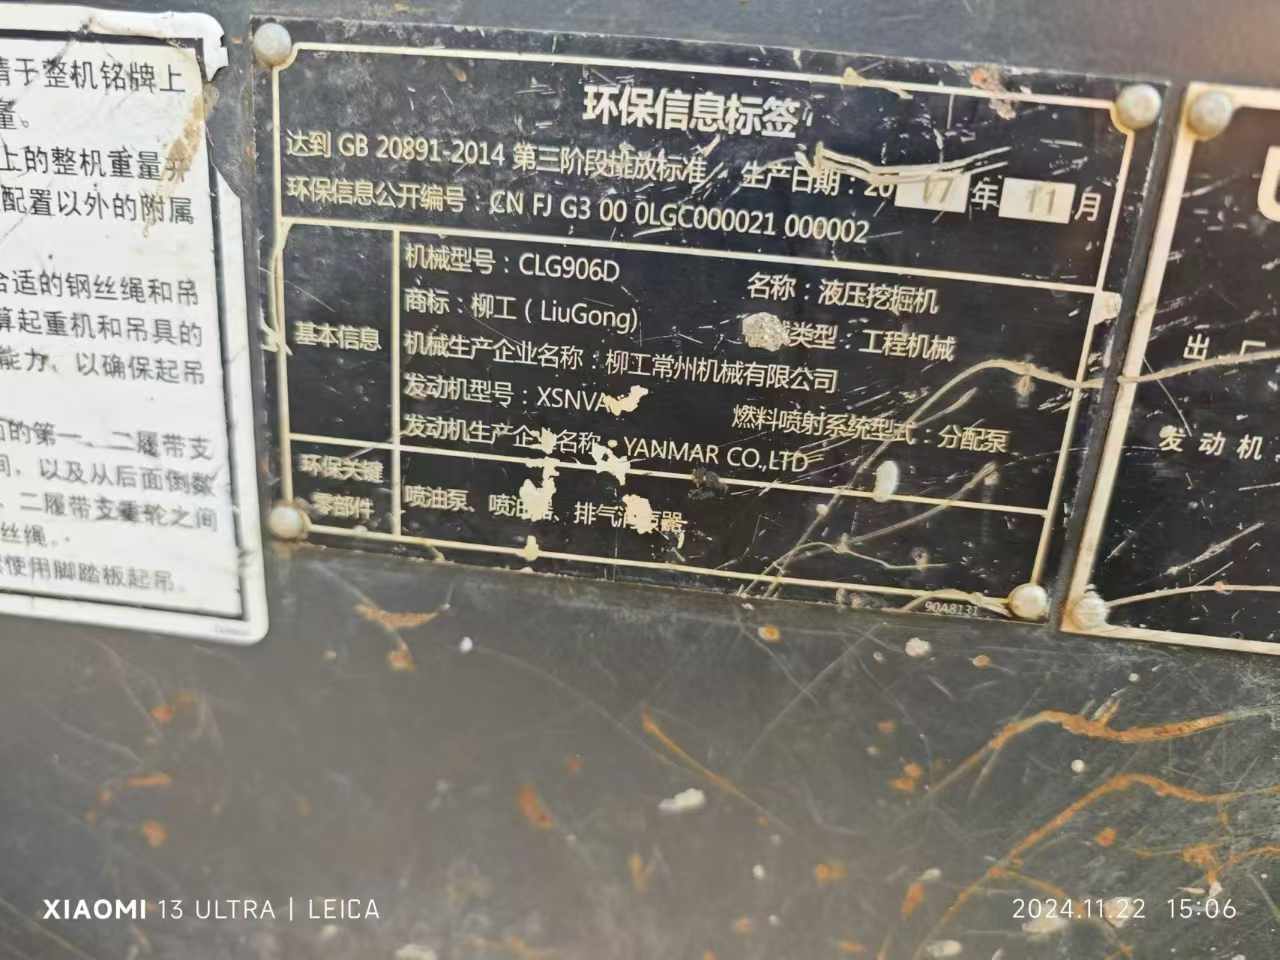 请于整机铭牌上
量。
上的整机重量并
配置以外的附属
合适的钢丝绳和吊
算起重机和吊具的
能力，以确保起吊
面的第一、二履带支
间，以及从后面倒数
、二履带支重轮之间
丝绳。
使用脚踏板起吊。
环保信息标签
达到 GB 20891-2014 第三阶段排放标准 生产日期：2017年11月
环保信息公开编号：CN FJ G3 00 0LGC000021 000002
基本信息
机械型号：CLG906D 名称：液压挖掘机
商标：柳工（LiuGong） 类型：工程机械
机械生产企业名称：柳工常州机械有限公司
发动机型号：XSNVA 燃料喷射系统型式：分配泵
发动机生产企业名称：YANMAR CO.,LTD
环保关键
零部件
喷油泵、喷油器、排气消声器
90A8131
出 厂
发 动 机
XIAOMI 13 ULTRA | LEICA
2024.11.22 15:06